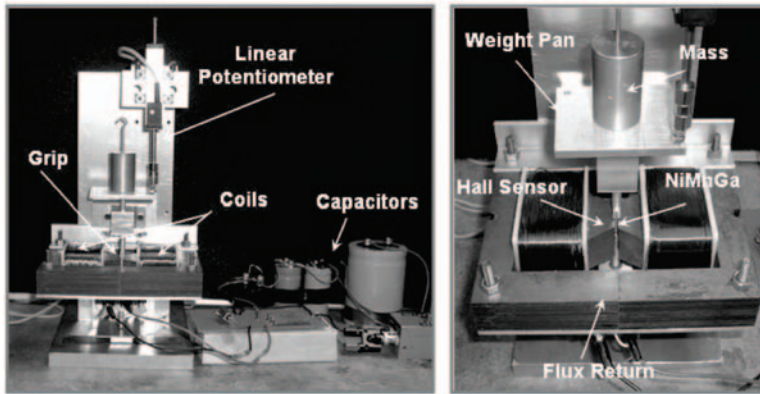 Linear
Potentiometer
Grip
Coils
Capacitors
Weight Pan
Mass
Hall Sensor
NiMnGa
Flux Return